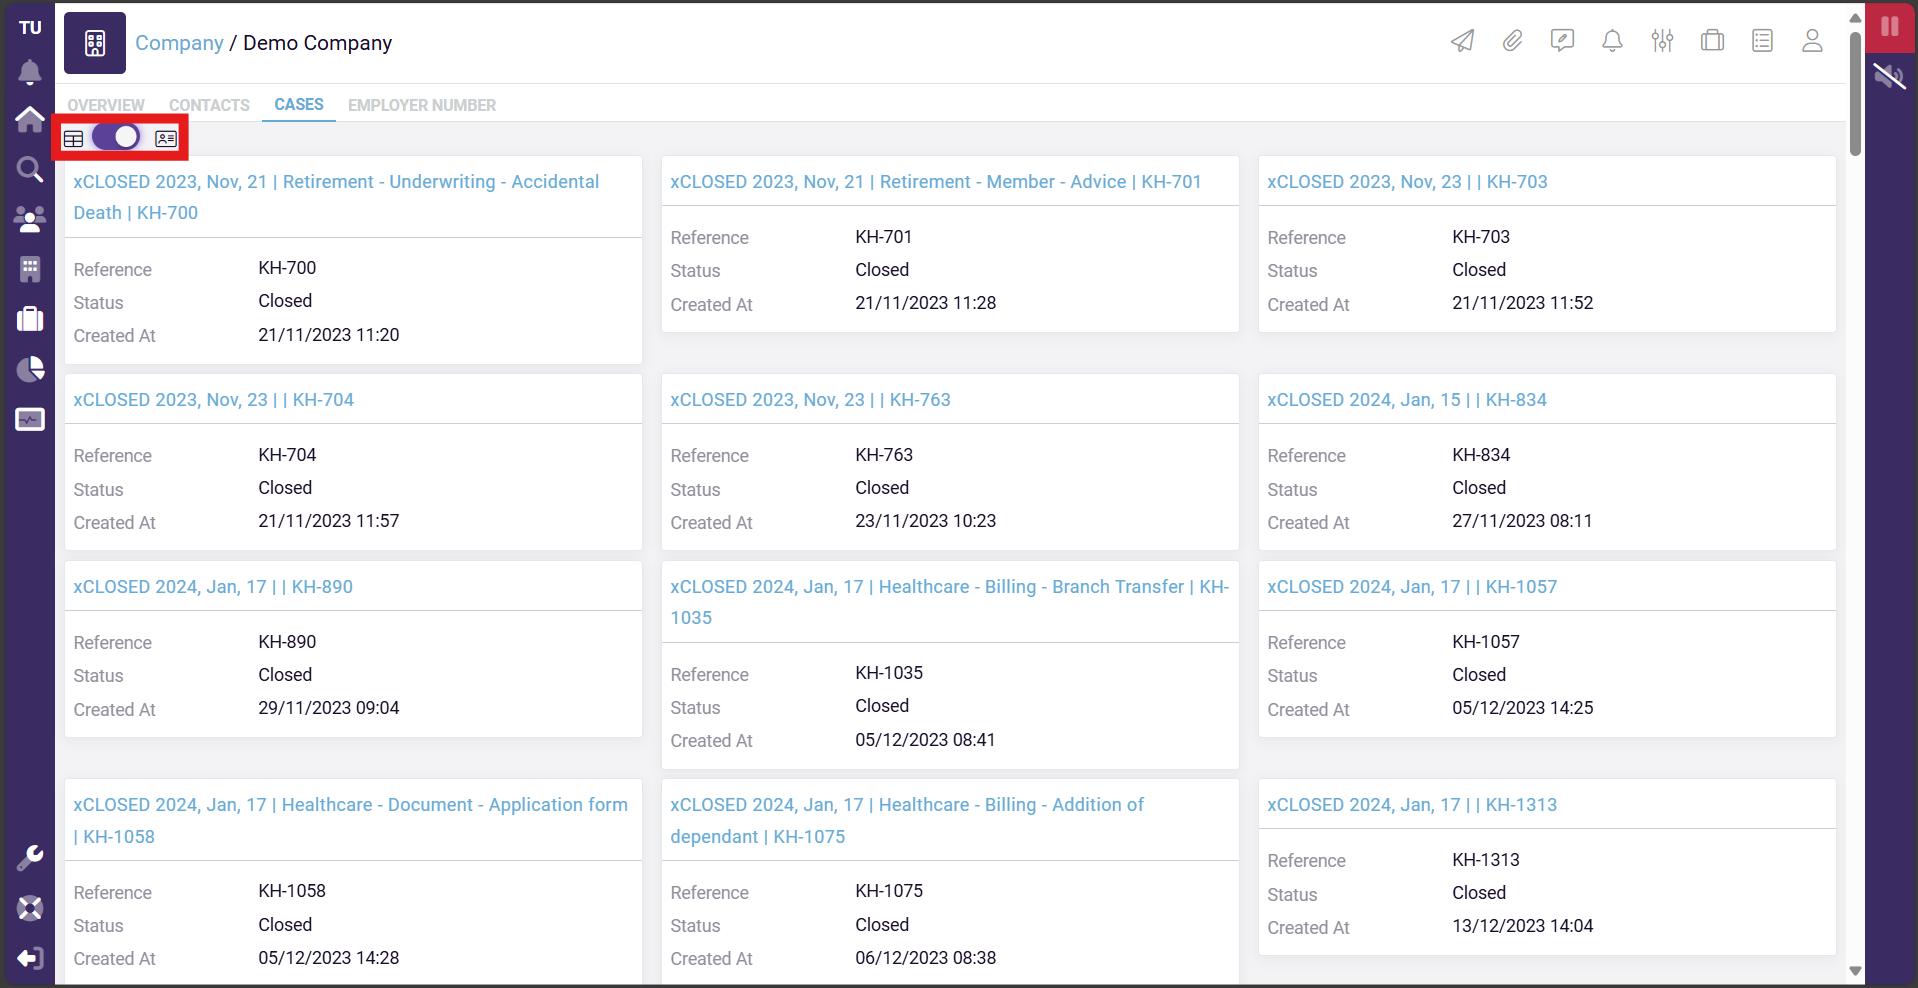 TU
Company / Demo Company
OVERVIEW CONTACTS CASES EMPLOYER NUMBER
xCLOSED 2023, Nov, 21 | Retirement - Underwriting - Accidental
Death | KH-700
Reference KH-700
Status Closed
Created At 21/11/2023 11:20
xCLOSED 2023, Nov, 21 | Retirement - Member - Advice | KH-701
Reference KH-701
Status Closed
Created At 21/11/2023 11:28
xCLOSED 2023, Nov, 23 | | KH-703
Reference KH-703
Status Closed
Created At 21/11/2023 11:52
xCLOSED 2023, Nov, 23 | | KH-704
Reference KH-704
Status Closed
Created At 21/11/2023 11:57
xCLOSED 2023, Nov, 23 | | KH-763
Reference KH-763
Status Closed
Created At 23/11/2023 10:23
xCLOSED 2024, Jan, 15 | | KH-834
Reference KH-834
Status Closed
Created At 27/11/2023 08:11
xCLOSED 2024, Jan, 17 | | KH-890
Reference KH-890
Status Closed
Created At 29/11/2023 09:04
xCLOSED 2024, Jan, 17 | Healthcare - Billing - Branch Transfer | KH-
1035
Reference KH-1035
Status Closed
Created At 05/12/2023 08:41
xCLOSED 2024, Jan, 17 | | KH-1057
Reference KH-1057
Status Closed
Created At 05/12/2023 14:25
xCLOSED 2024, Jan, 17 | Healthcare - Document - Application form
| KH-1058
Reference KH-1058
Status Closed
Created At 05/12/2023 14:28
xCLOSED 2024, Jan, 17 | Healthcare - Billing - Addition of
dependant | KH-1075
Reference KH-1075
Status Closed
Created At 06/12/2023 08:38
xCLOSED 2024, Jan, 17 | | KH-1313
Reference KH-1313
Status Closed
Created At 13/12/2023 14:04